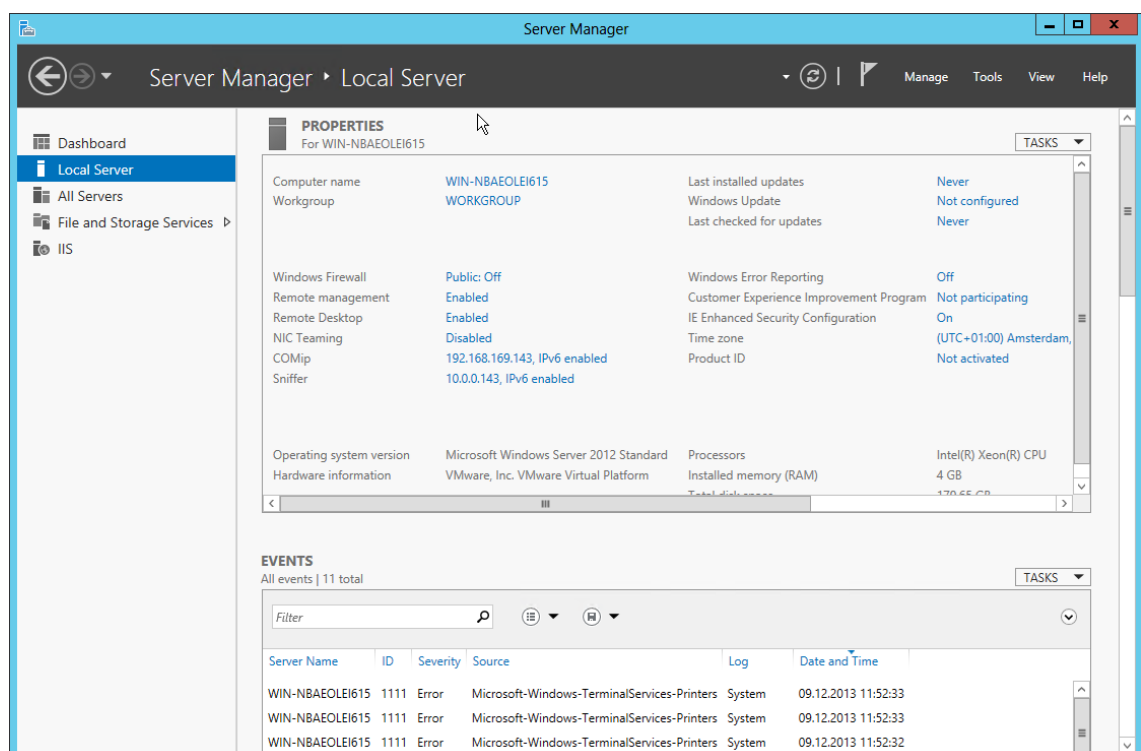 Server Manager
Server Manager ‣ Local Server
Manage Tools View Help
Dashboard
Local Server
All Servers
File and Storage Services
IIS
PROPERTIES
For WIN-NBAEOLEI615
TASKS
Computer name WIN-NBAEOLEI615 Last installed updates Never
Workgroup WORKGROUP Windows Update Not configured
Last checked for updates Never
Windows Firewall Public: Off Windows Error Reporting Off
Remote management Enabled Customer Experience Improvement Program Not participating
Remote Desktop Enabled IE Enhanced Security Configuration On
NIC Teaming Disabled Time zone (UTC+01:00) Amsterdam,
COMip 192.168.169.143, IPv6 enabled Product ID Not activated
Sniffer 10.0.0.143, IPv6 enabled
Operating system version Microsoft Windows Server 2012 Standard Processors Intel(R) Xeon(R) CPU
Hardware information VMware, Inc. VMware Virtual Platform Installed memory (RAM) 4 GB
Total disk space 179.65 GB
EVENTS
All events | 11 total
TASKS
Filter
Server Name ID Severity Source Log Date and Time
WIN-NBAEOLEI615 1111 Error Microsoft-Windows-TerminalServices-Printers System 09.12.2013 11:52:33
WIN-NBAEOLEI615 1111 Error Microsoft-Windows-TerminalServices-Printers System 09.12.2013 11:52:33
WIN-NBAEOLEI615 1111 Error Microsoft-Windows-TerminalServices-Printers System 09.12.2013 11:52:32